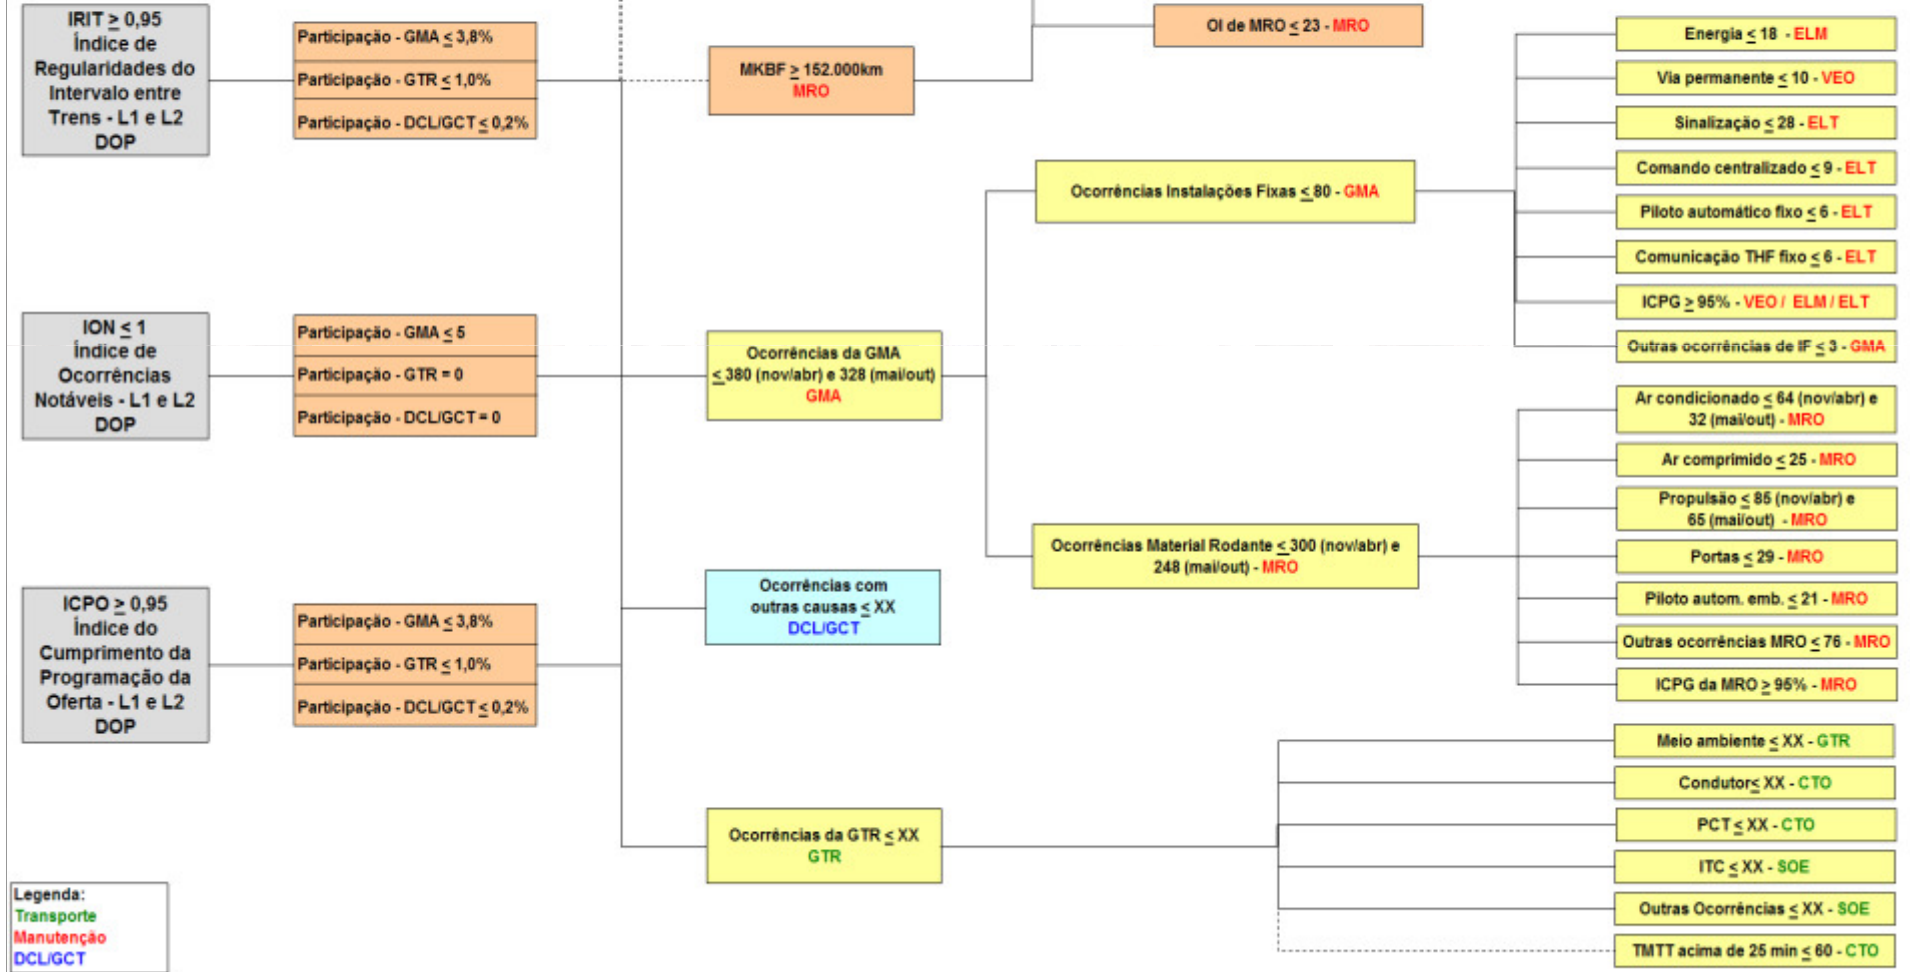 IRIT ≥ 0,95
Índice de
Regularidades do
Intervalo entre
Trens - L1 e L2
DOP
Participação - GMA ≤ 3,8%
Participação - GTR ≤ 1,0%
Participação - DCL/GCT ≤ 0,2%
MKBF ≥ 152.000km
MRO
OI de MRO ≤ 23 - MRO
Energia ≤ 18 - ELM
Via permanente ≤ 10 - VEO
Sinalização ≤ 28 - ELT
Comando centralizado ≤ 9 - ELT
Piloto automático fixo ≤ 6 - ELT
Comunicação THF fixo ≤ 6 - ELT
ICPG ≥ 95% - VEO / ELM / ELT
Outras ocorrências de IF ≤ 3 - GMA
Ocorrências Instalações Fixas ≤ 80 - GMA
ION ≤ 1
Índice de
Ocorrências
Notáveis - L1 e L2
DOP
Participação - GMA ≤ 5
Participação - GTR = 0
Participação - DCL/GCT = 0
Ocorrências da GMA
≤ 380 (nov/abr) e 328 (mai/out)
GMA
Ar condicionado ≤ 64 (nov/abr) e
32 (mai/out) - MRO
Ar comprimido ≤ 25 - MRO
Propulsão ≤ 85 (nov/abr) e
65 (mai/out) - MRO
Portas ≤ 29 - MRO
Piloto autom. emb. ≤ 21 - MRO
Outras ocorrências MRO ≤ 76 - MRO
ICPG da MRO ≥ 95% - MRO
Ocorrências Material Rodante ≤ 300 (nov/abr) e
248 (mai/out) - MRO
ICPO ≥ 0,95
Índice do
Cumprimento da
Programação da
Oferta - L1 e L2
DOP
Participação - GMA ≤ 3,8%
Participação - GTR ≤ 1,0%
Participação - DCL/GCT ≤ 0,2%
Ocorrências com
outras causas ≤ XX
DCL/GCT
Ocorrências da GTR ≤ XX
GTR
Meio ambiente ≤ XX - GTR
Condutor≤ XX - CTO
PCT ≤ XX - CTO
ITC ≤ XX - SOE
Outras Ocorrências ≤ XX - SOE
TMTT acima de 25 min ≤ 60 - CTO
Legenda:
Transporte
Manutenção
DCL/GCT